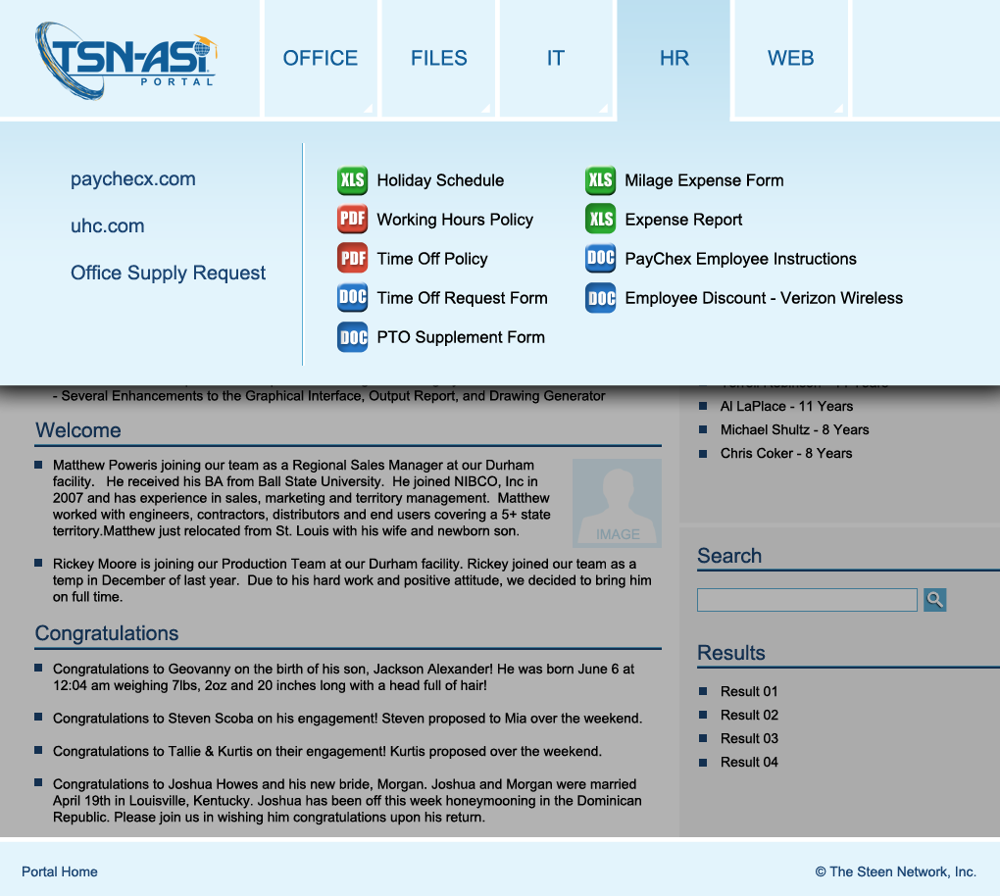 TSN-ASi
PORTAL
OFFICE
FILES
IT
HR
WEB
paychecx.com
uhc.com
Office Supply Request
XLS Holiday Schedule
PDF Working Hours Policy
PDF Time Off Policy
DOC Time Off Request Form
DOC PTO Supplement Form
XLS Milage Expense Form
XLS Expense Report
DOC PayChex Employee Instructions
DOC Employee Discount - Verizon Wireless
- Several Enhancements to the Graphical Interface, Output Report, and Drawing Generator
Welcome
Matthew Poweris joining our team as a Regional Sales Manager at our Durham
facility.   He received his BA from Ball State University.  He joined NIBCO, Inc in
2007 and has experience in sales, marketing and territory management.  Matthew
worked with engineers, contractors, distributors and end users covering a 5+ state
territory.Matthew just relocated from St. Louis with his wife and newborn son.
IMAGE
Rickey Moore is joining our Production Team at our Durham facility. Rickey joined our team as a
temp in December of last year.  Due to his hard work and positive attitude, we decided to bring him
on full time.
Congratulations
Congratulations to Geovanny on the birth of his son, Jackson Alexander! He was born June 6 at
12:04 am weighing 7lbs, 2oz and 20 inches long with a head full of hair!
Congratulations to Steven Scoba on his engagement! Steven proposed to Mia over the weekend.
Congratulations to Tallie & Kurtis on their engagement! Kurtis proposed over the weekend.
Congratulations to Joshua Howes and his new bride, Morgan. Joshua and Morgan were married
April 19th in Louisville, Kentucky. Joshua has been off this week honeymooning in the Dominican
Republic. Please join us in wishing him congratulations upon his return.
Al LaPlace - 11 Years
Michael Shultz - 8 Years
Chris Coker - 8 Years
Search
Results
Result 01
Result 02
Result 03
Result 04
Portal Home
© The Steen Network, Inc.